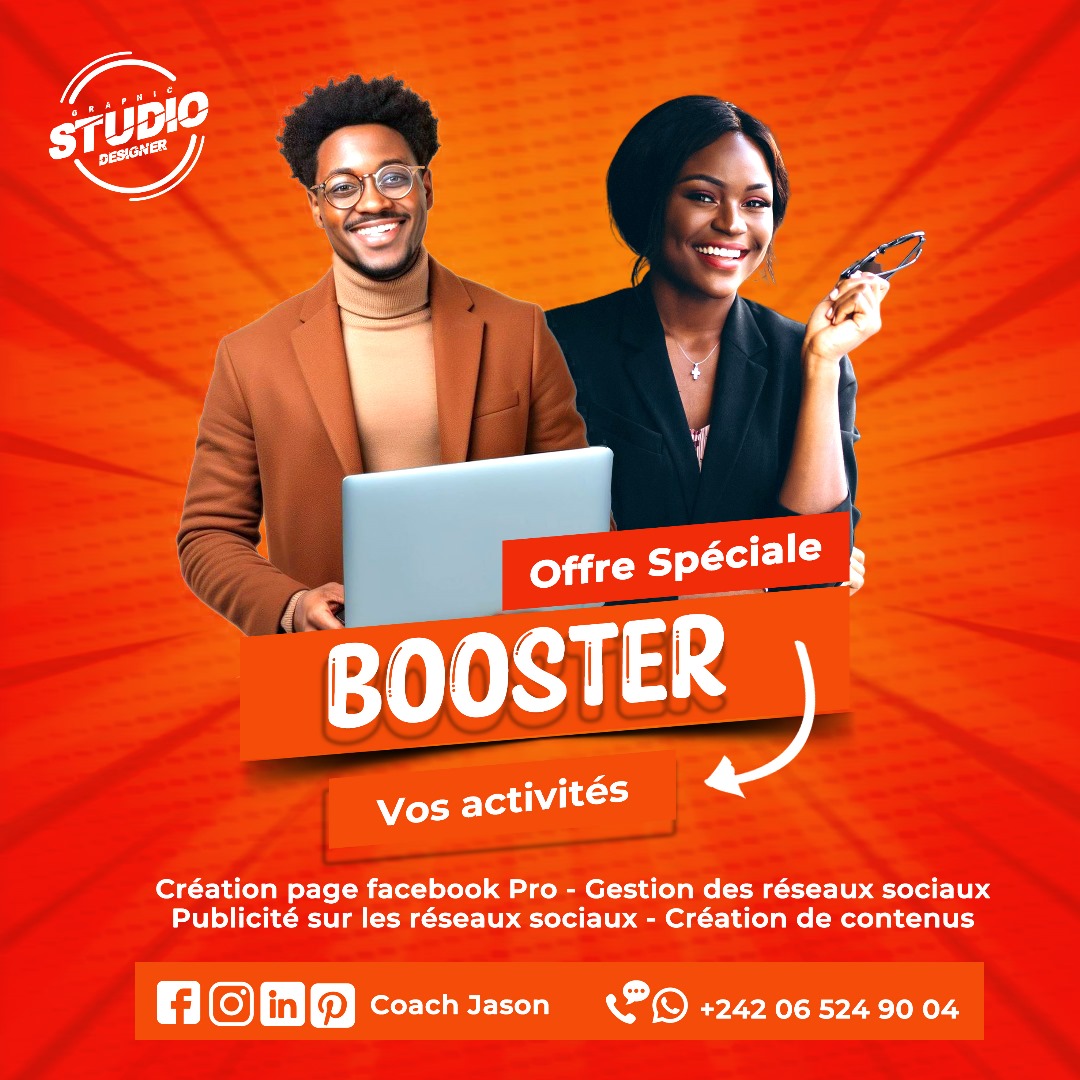 GRAPHIC
STUDIO
DESIGNER
Offre Spéciale
BOOSTER
Vos activités
Création page facebook Pro - Gestion des réseaux sociaux
Publicité sur les réseaux sociaux - Création de contenus
Coach Jason
+242 06 524 90 04